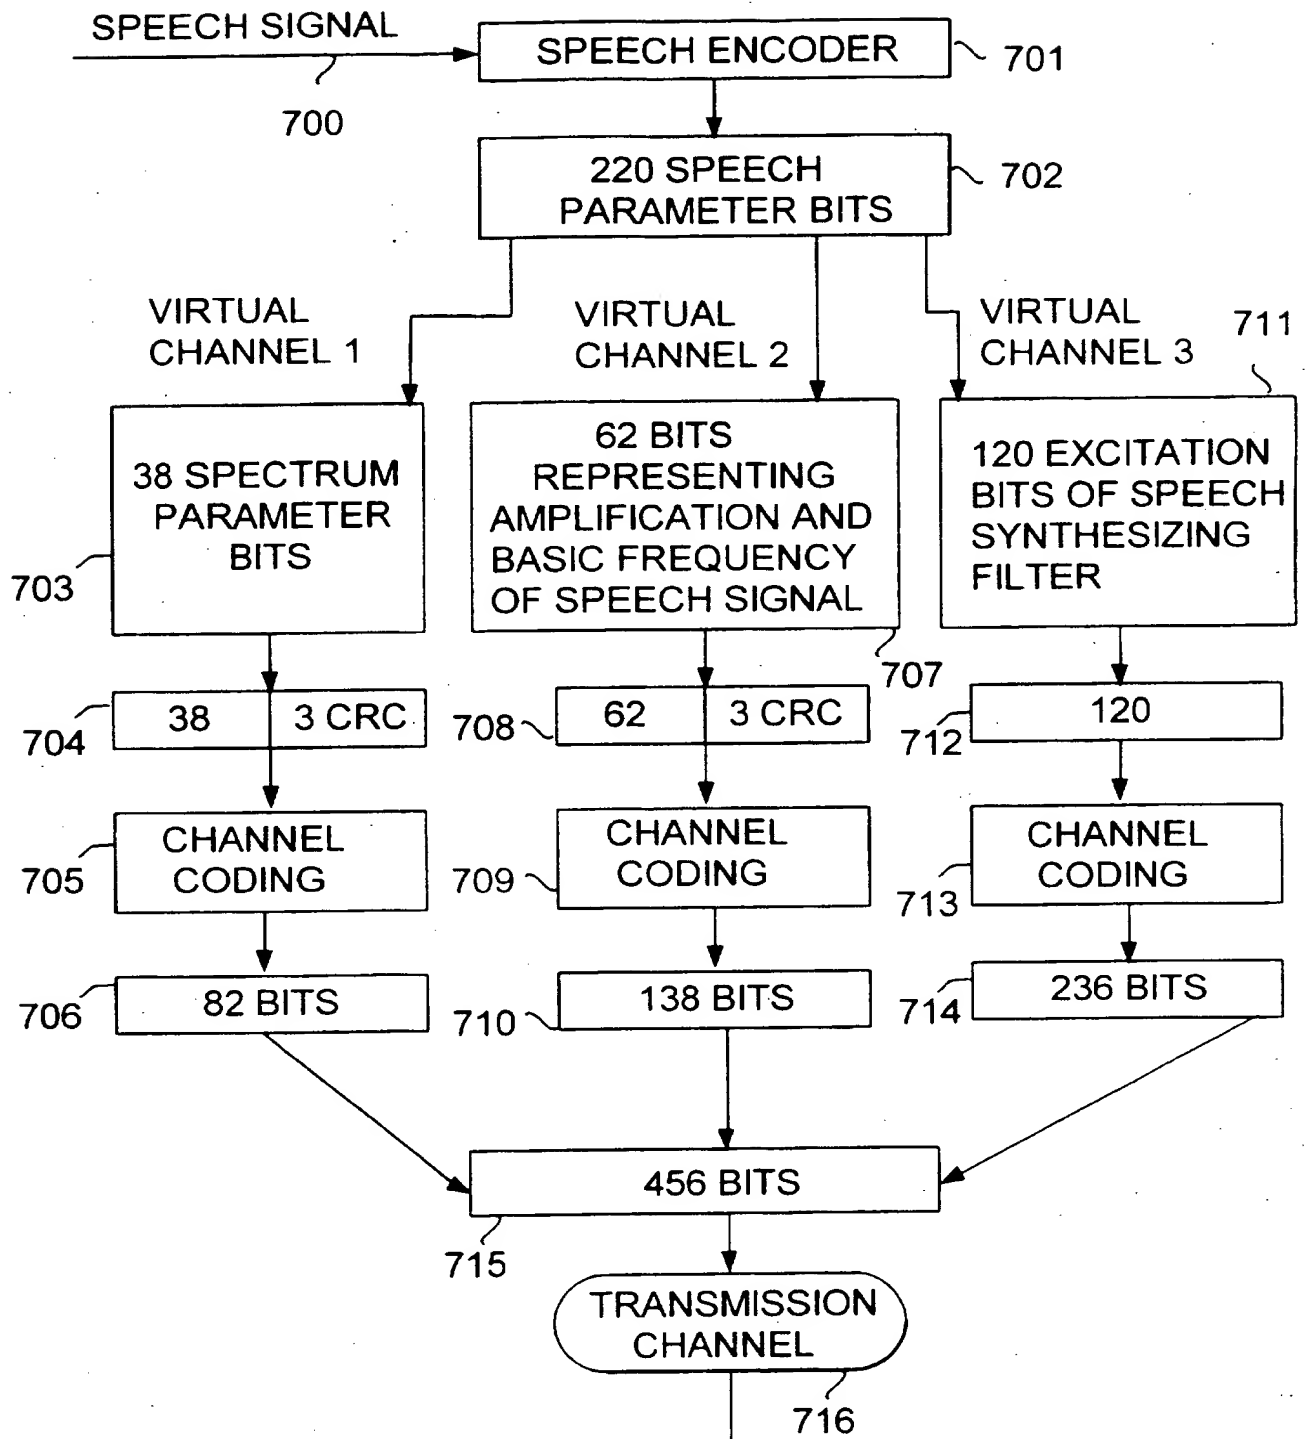 SPEECH SIGNAL
700
SPEECH ENCODER
701
220 SPEECH
PARAMETER BITS
702
VIRTUAL
CHANNEL 1
VIRTUAL
CHANNEL 2
VIRTUAL
CHANNEL 3
711
38 SPECTRUM
PARAMETER
BITS
703
62 BITS
REPRESENTING
AMPLIFICATION AND
BASIC FREQUENCY
OF SPEECH SIGNAL
707
120 EXCITATION
BITS OF SPEECH
SYNTHESIZING
FILTER
704
38
3 CRC
708
62
3 CRC
712
120
705
CHANNEL
CODING
709
CHANNEL
CODING
713
CHANNEL
CODING
706
82 BITS
710
138 BITS
714
236 BITS
456 BITS
715
TRANSMISSION
CHANNEL
716